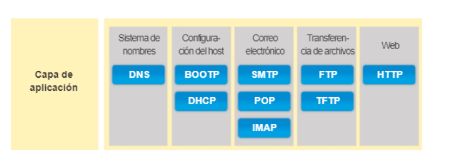 Capa de
aplicación
Sistema de
nombres
DNS
Configura-
ción del host
BOOTP
DHCP
Correo
electrónico
SMTP
POP
IMAP
Transferen-
cia de archivos
FTP
TFTP
Web
HTTP